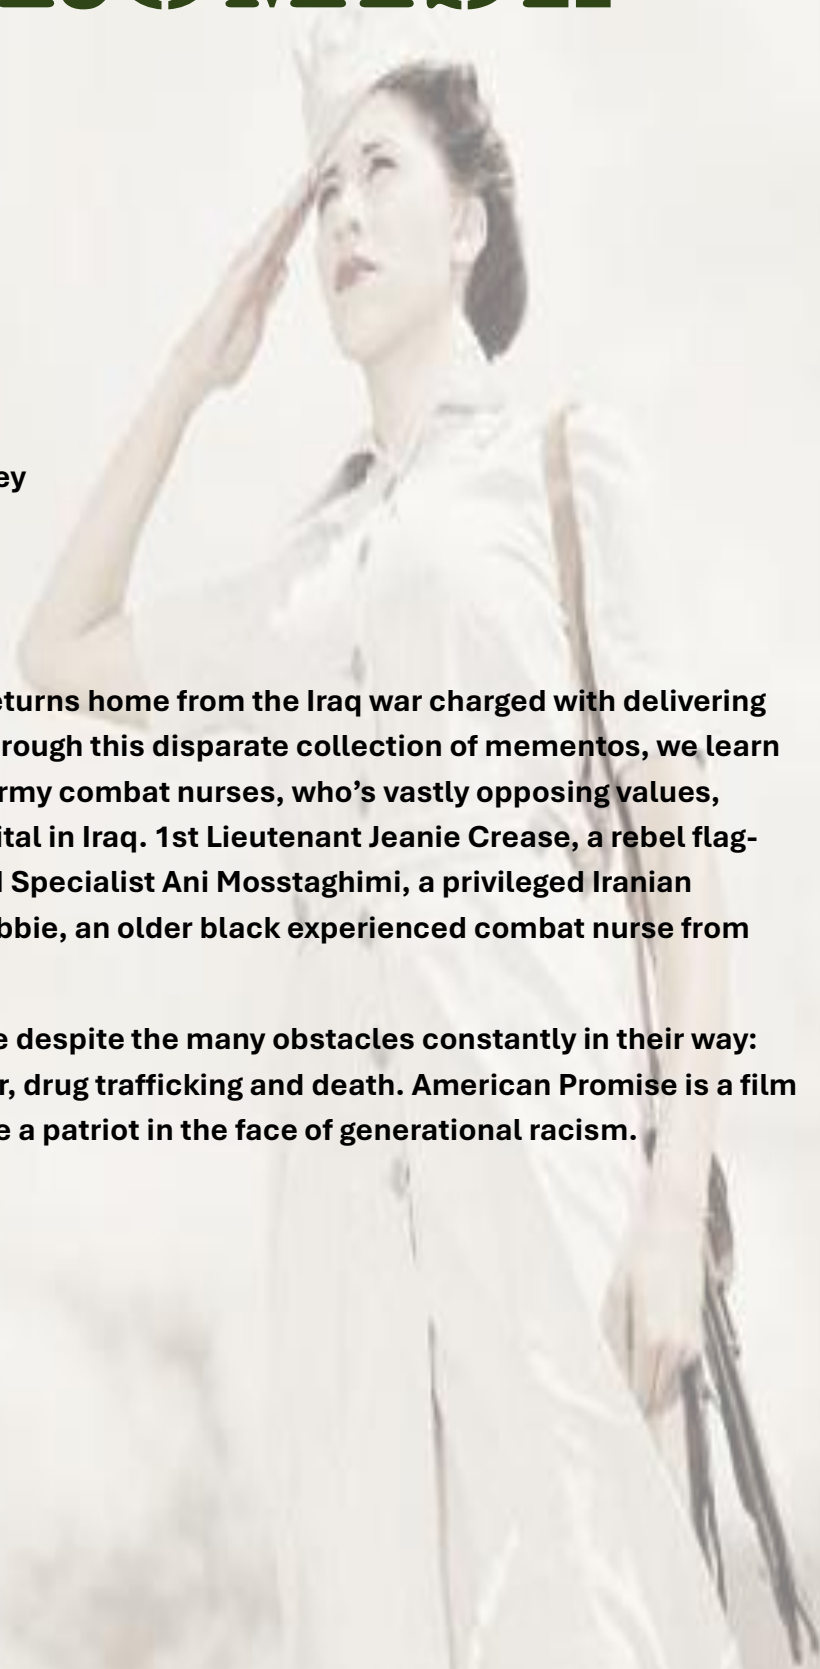 ey
eturns home from the Iraq war charged with delivering
rough this disparate collection of mementos, we learn
rmy combat nurses, who’s vastly opposing values,
ital in Iraq. 1st Lieutenant Jeanie Crease, a rebel flag-
Specialist Ani Mosstaghimi, a privileged Iranian
bbie, an older black experienced combat nurse from
e despite the many obstacles constantly in their way:
r, drug trafficking and death. American Promise is a film
e a patriot in the face of generational racism.